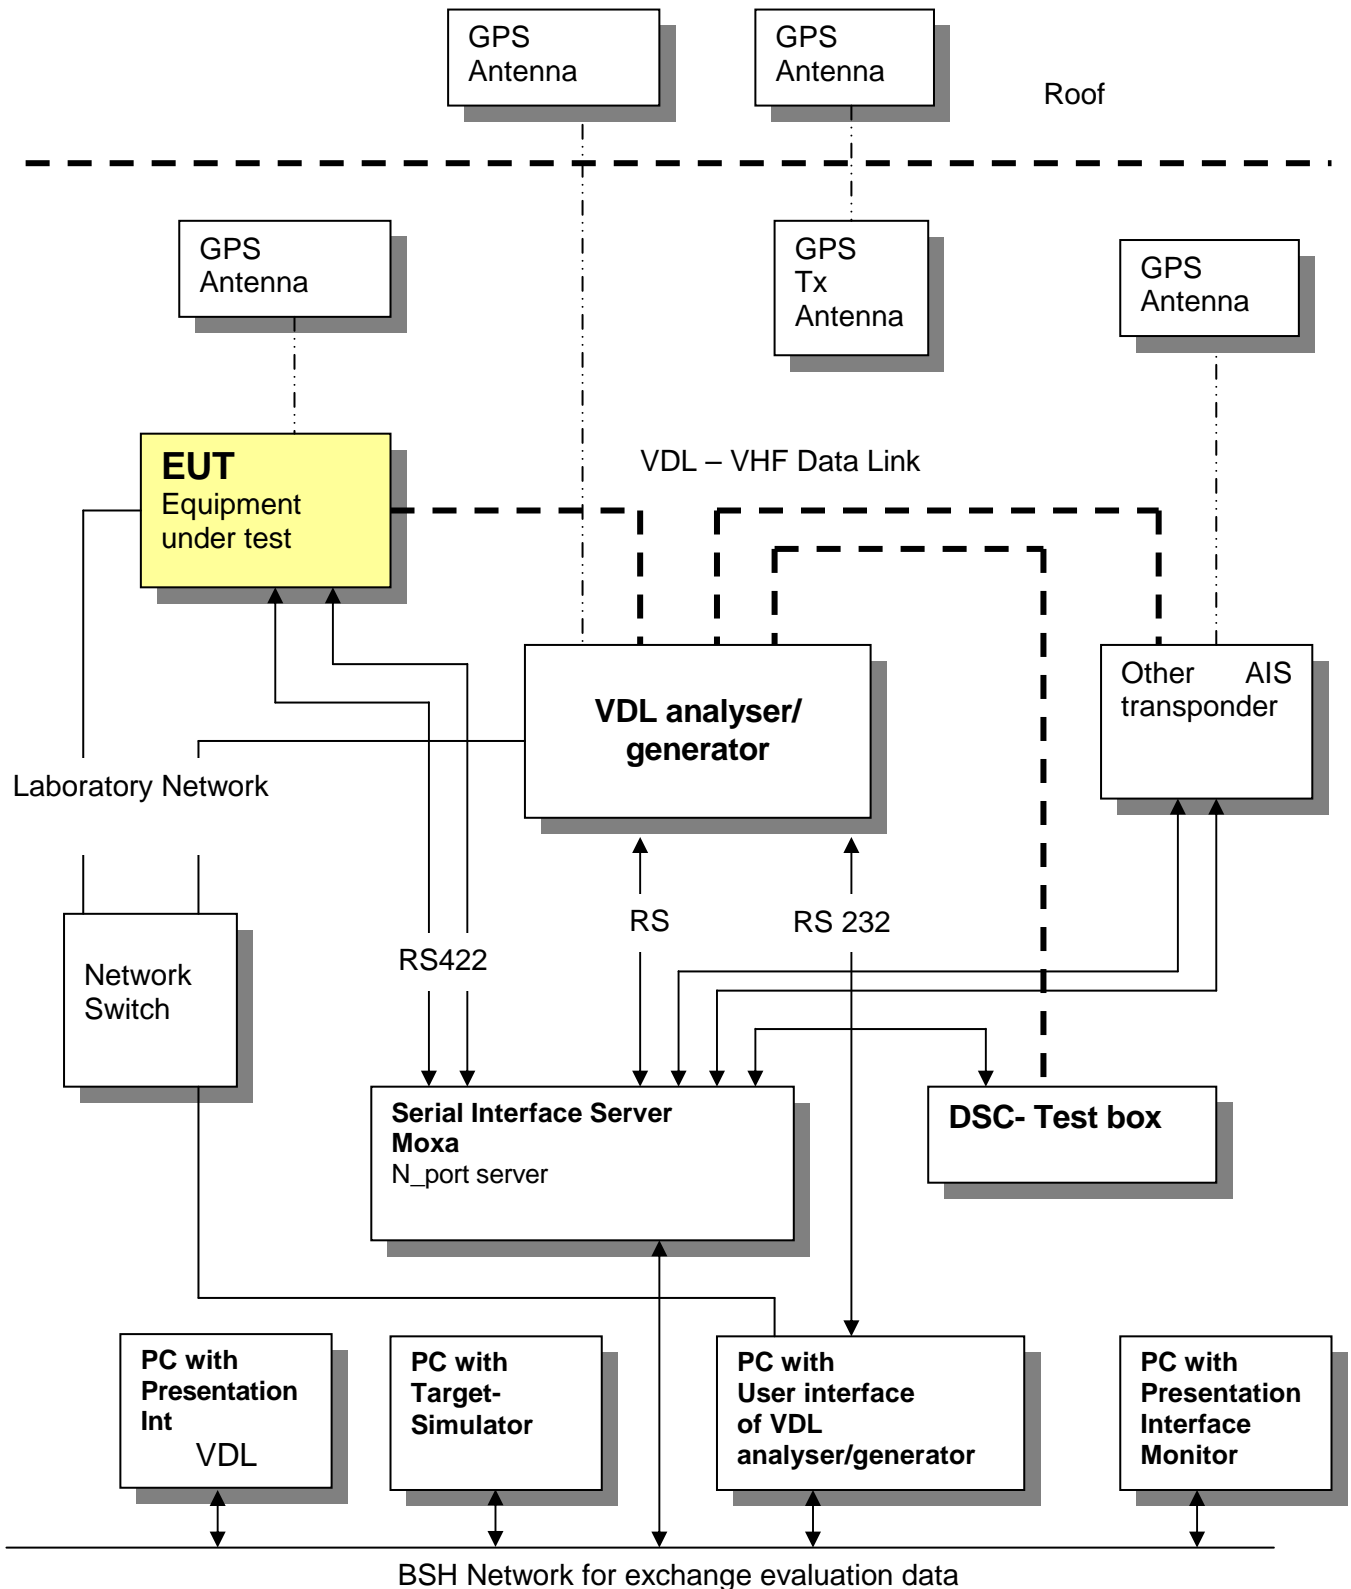 GPS
Antenna
GPS
Antenna
Roof
GPS
Antenna
GPS
Tx
Antenna
GPS
Antenna
EUT
Equipment
under test
VDL – VHF Data Link
VDL analyser/
generator
Other AIS
transponder
Laboratory Network
RS
RS 232
RS422
Network
Switch
Serial Interface Server
Moxa
N_port server
DSC- Test box
PC with
Presentation
Int
VDL
PC with
Target-
Simulator
PC with
User interface
of VDL
analyser/generator
PC with
Presentation
Interface
Monitor
BSH Network for exchange evaluation data